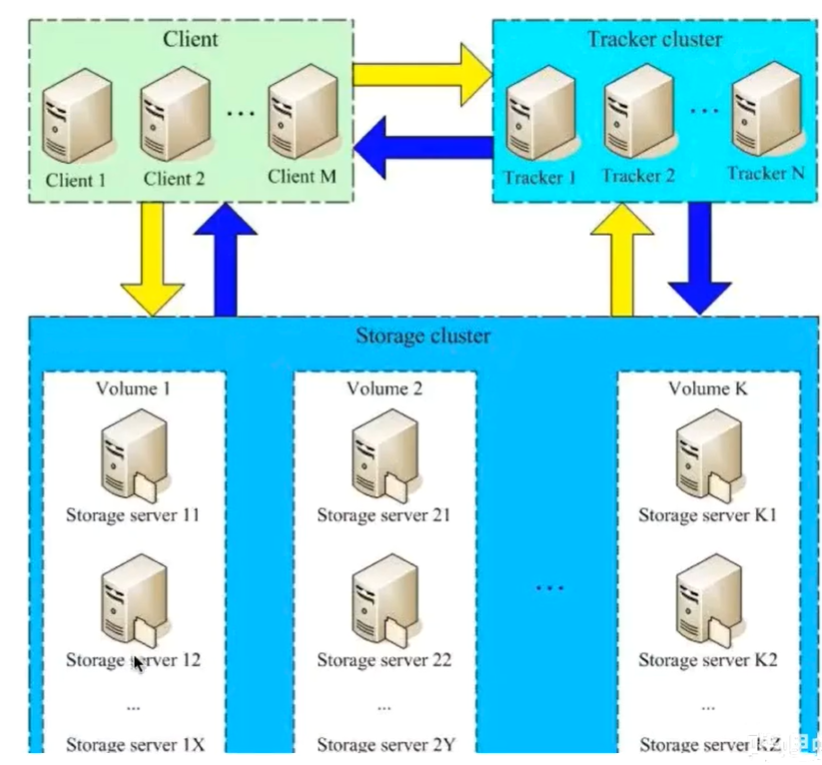 Client
Client 1
Client 2
...
Client M
Tracker cluster
Tracker 1
Tracker 2
...
Tracker N
Storage cluster
Volume 1
Storage server 11
Storage server 12
...
Storage server 1X
Volume 2
Storage server 21
Storage server 22
...
Storage server 2Y
...
Volume K
Storage server K1
Storage server K2
...
Storage server KZ